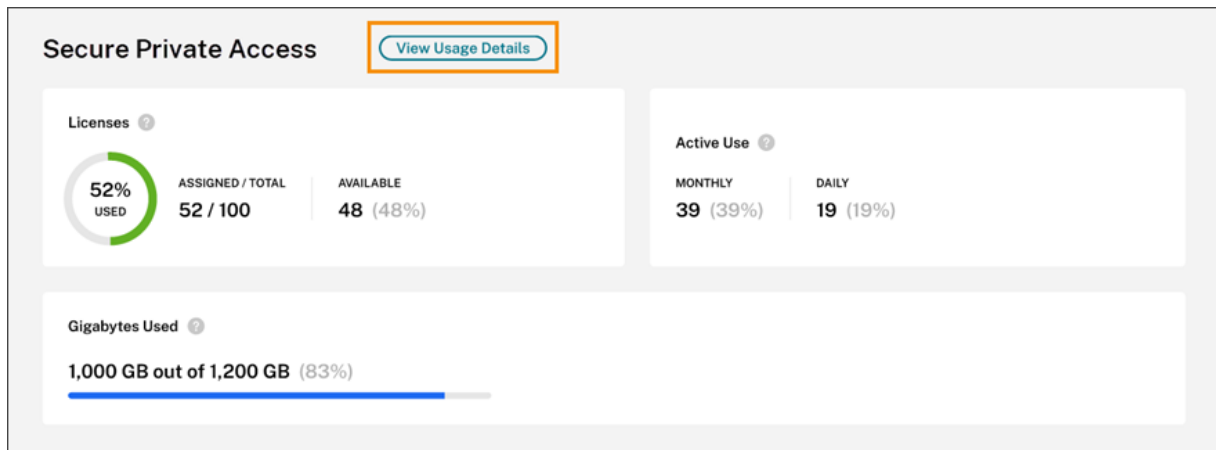 Secure Private Access
View Usage Details
Licenses ?
52%
USED
ASSIGNED / TOTAL
52 / 100
AVAILABLE
48 (48%)
Active Use ?
MONTHLY
39 (39%)
DAILY
19 (19%)
Gigabytes Used ?
1,000 GB out of 1,200 GB (83%)